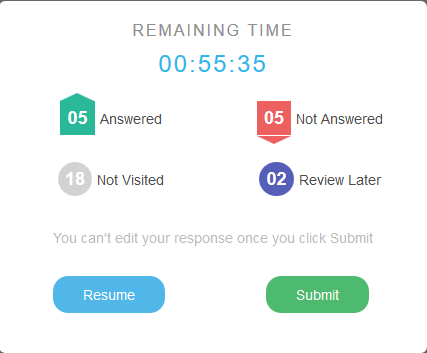 REMAINING TIME
00:55:35
05 Answered 05 Not Answered
18 Not Visited 02 Review Later
You can't edit your response once you click Submit
Resume Submit